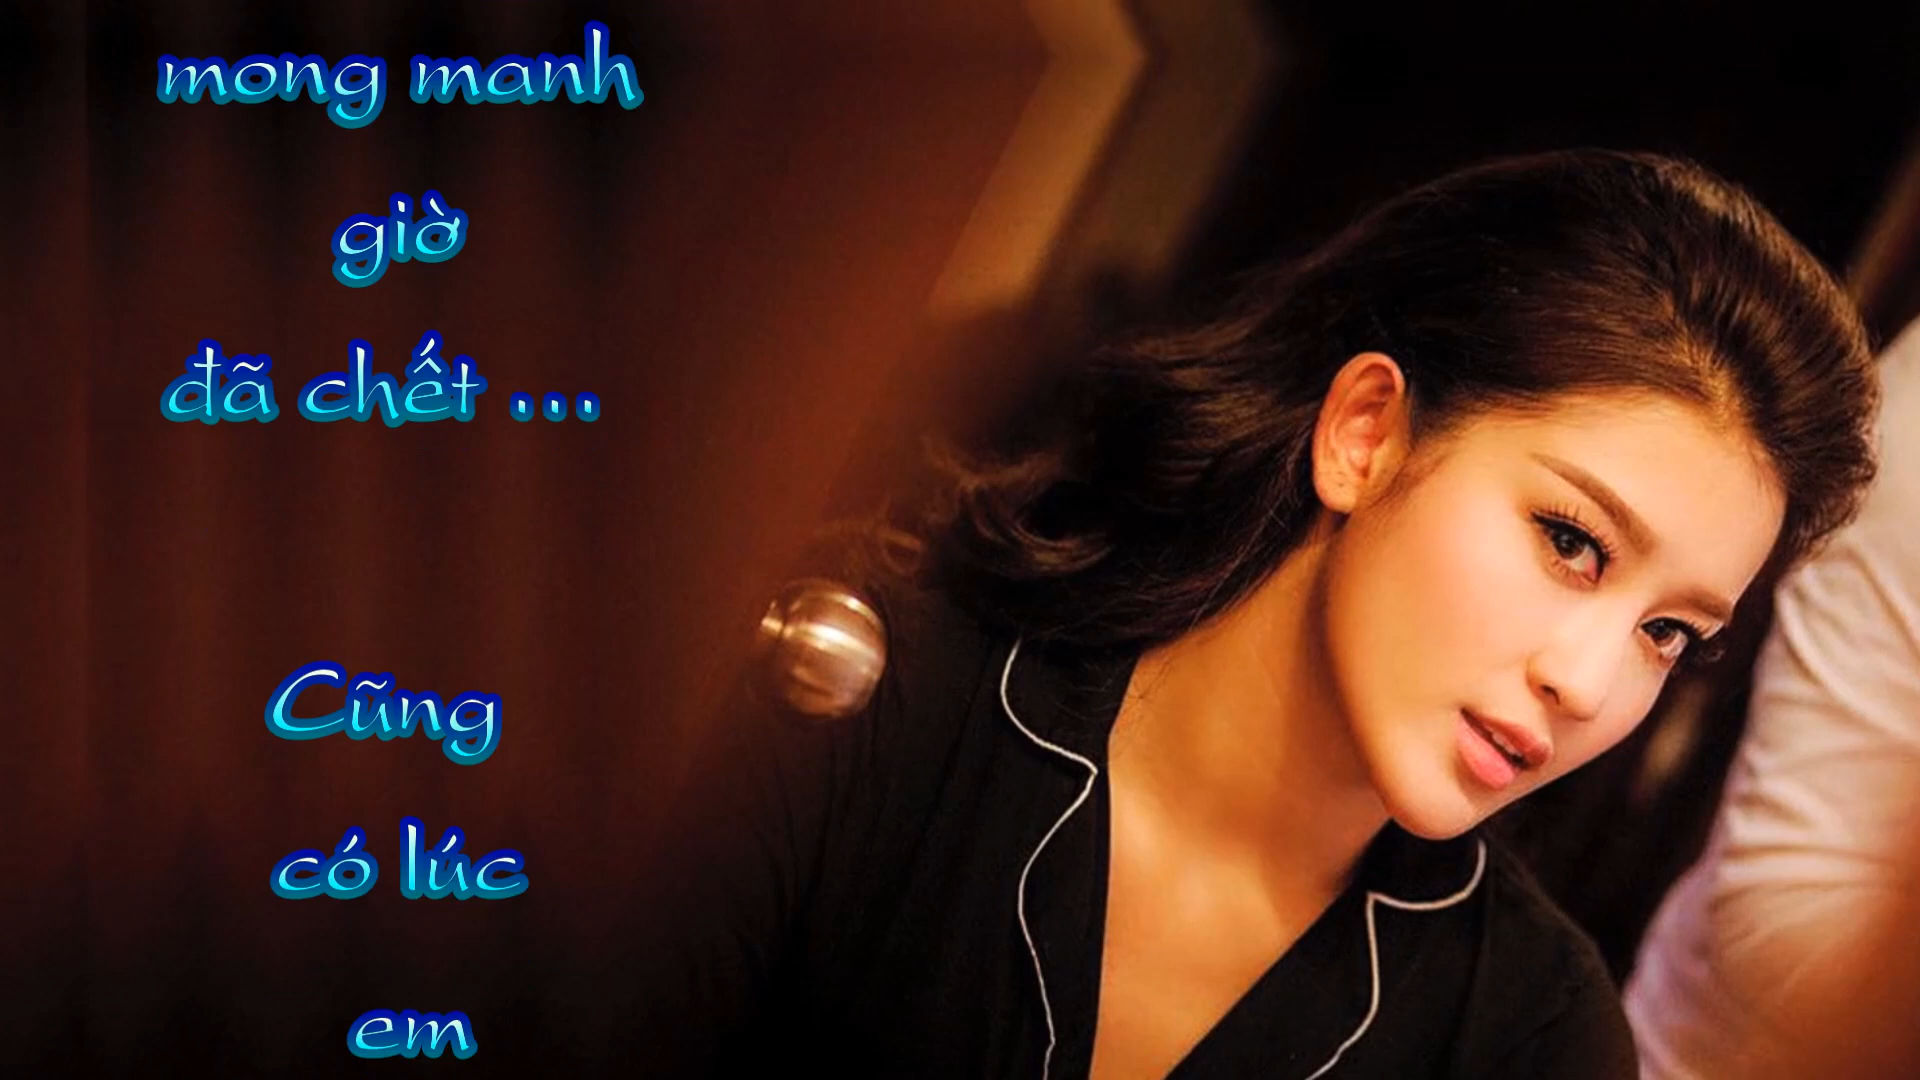 mong manh
giờ
đã chết ...
Cũng
có lúc
em